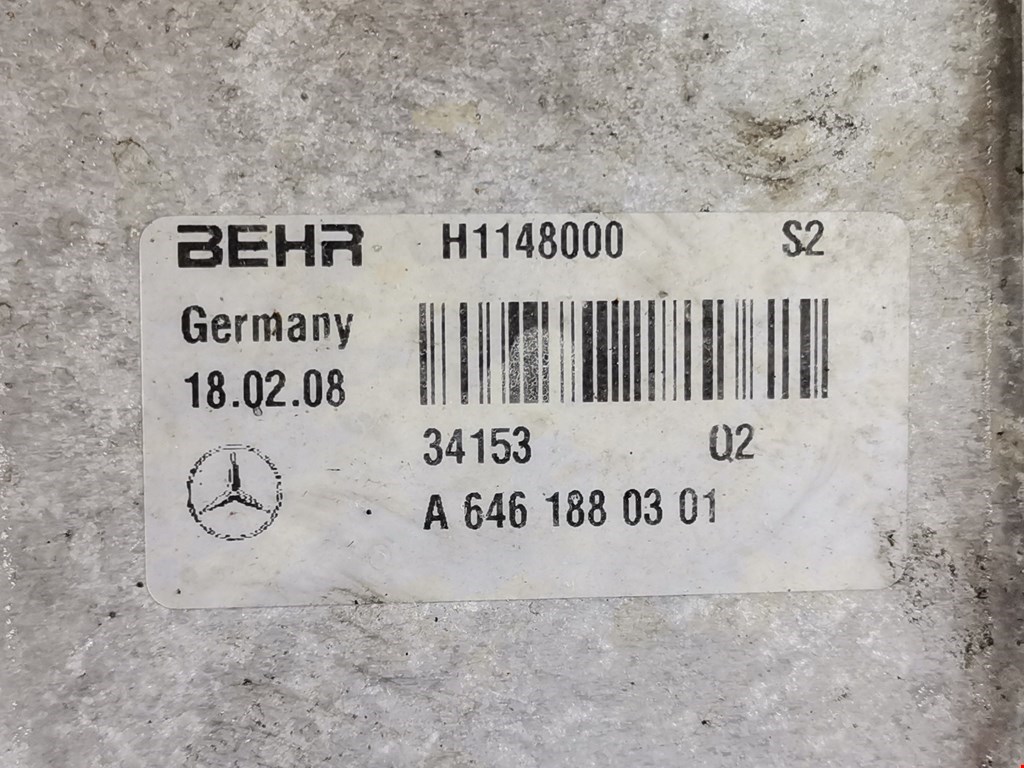 BEHR H1148000 S2
Germany
18.02.08
34153 Q2
A 646 188 03 01